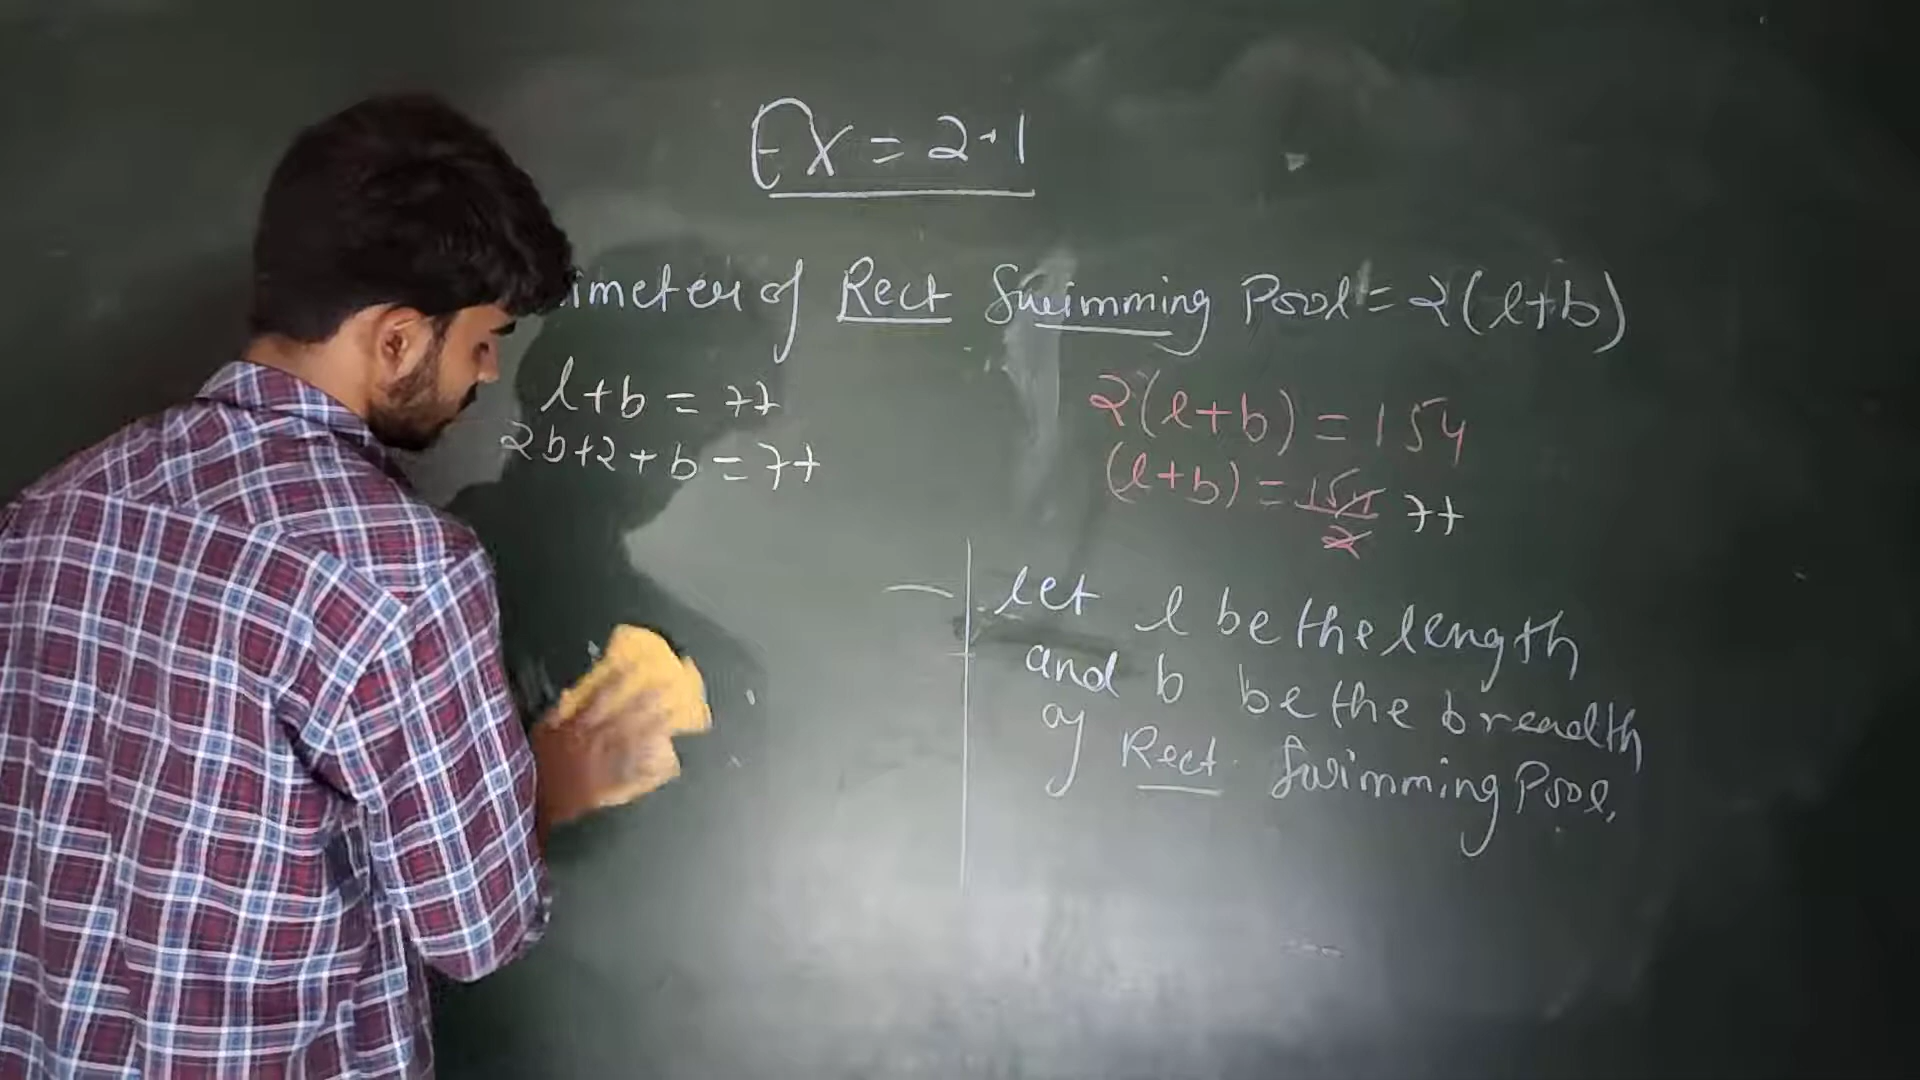 EX = 2.1
imeter of Rect Swimming Pool = 2(l+b)
l+b = 77
2b+2+b = 77
2(l+b) = 154
(l+b) = 154/2 77
let l be the length
and b be the breadth
of Rect. Swimming Pool.